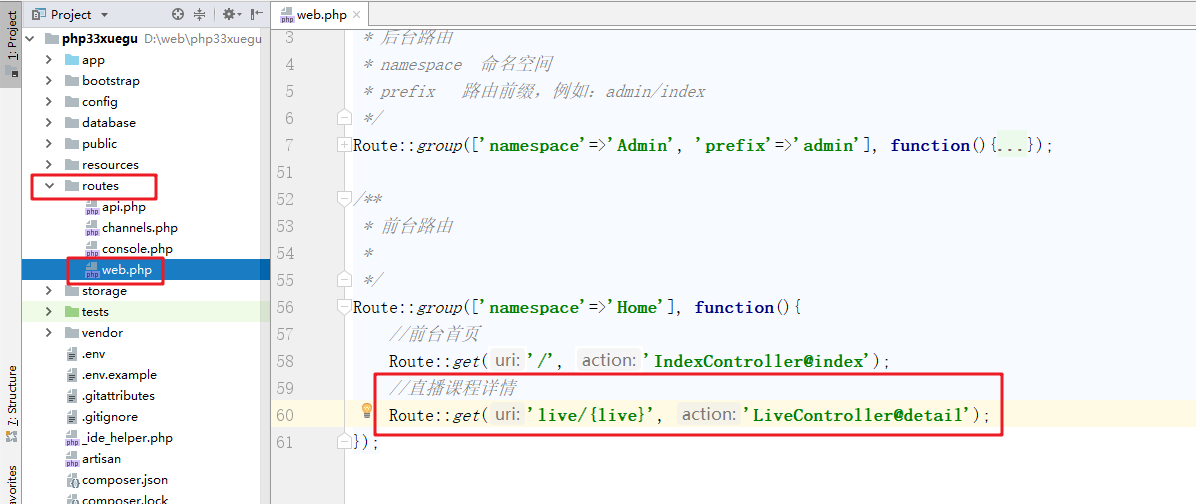 Project
web.php
1: Project
7: Structure
vorites
php33xuegu D:\web\php33xuegu
app
bootstrap
config
database
public
resources
routes
api.php
channels.php
console.php
web.php
storage
tests
vendor
.env
.env.example
.gitattributes
.gitignore
_ide_helper.php
artisan
composer.json
composer.lock
3 * 后台路由
4 * namespace 命名空间
5 * prefix 路由前缀，例如：admin/index
6 */
7 Route::group(['namespace'=>'Admin', 'prefix'=>'admin'], function(){...});
51
52 /**
53 * 前台路由
54 *
55 */
56 Route::group(['namespace'=>'Home'], function(){
57 //前台首页
58 Route::get( uri: '/', action: 'IndexController@index');
59 //直播课程详情
60 Route::get( uri: 'live/{live}', action: 'LiveController@detail');
61 });